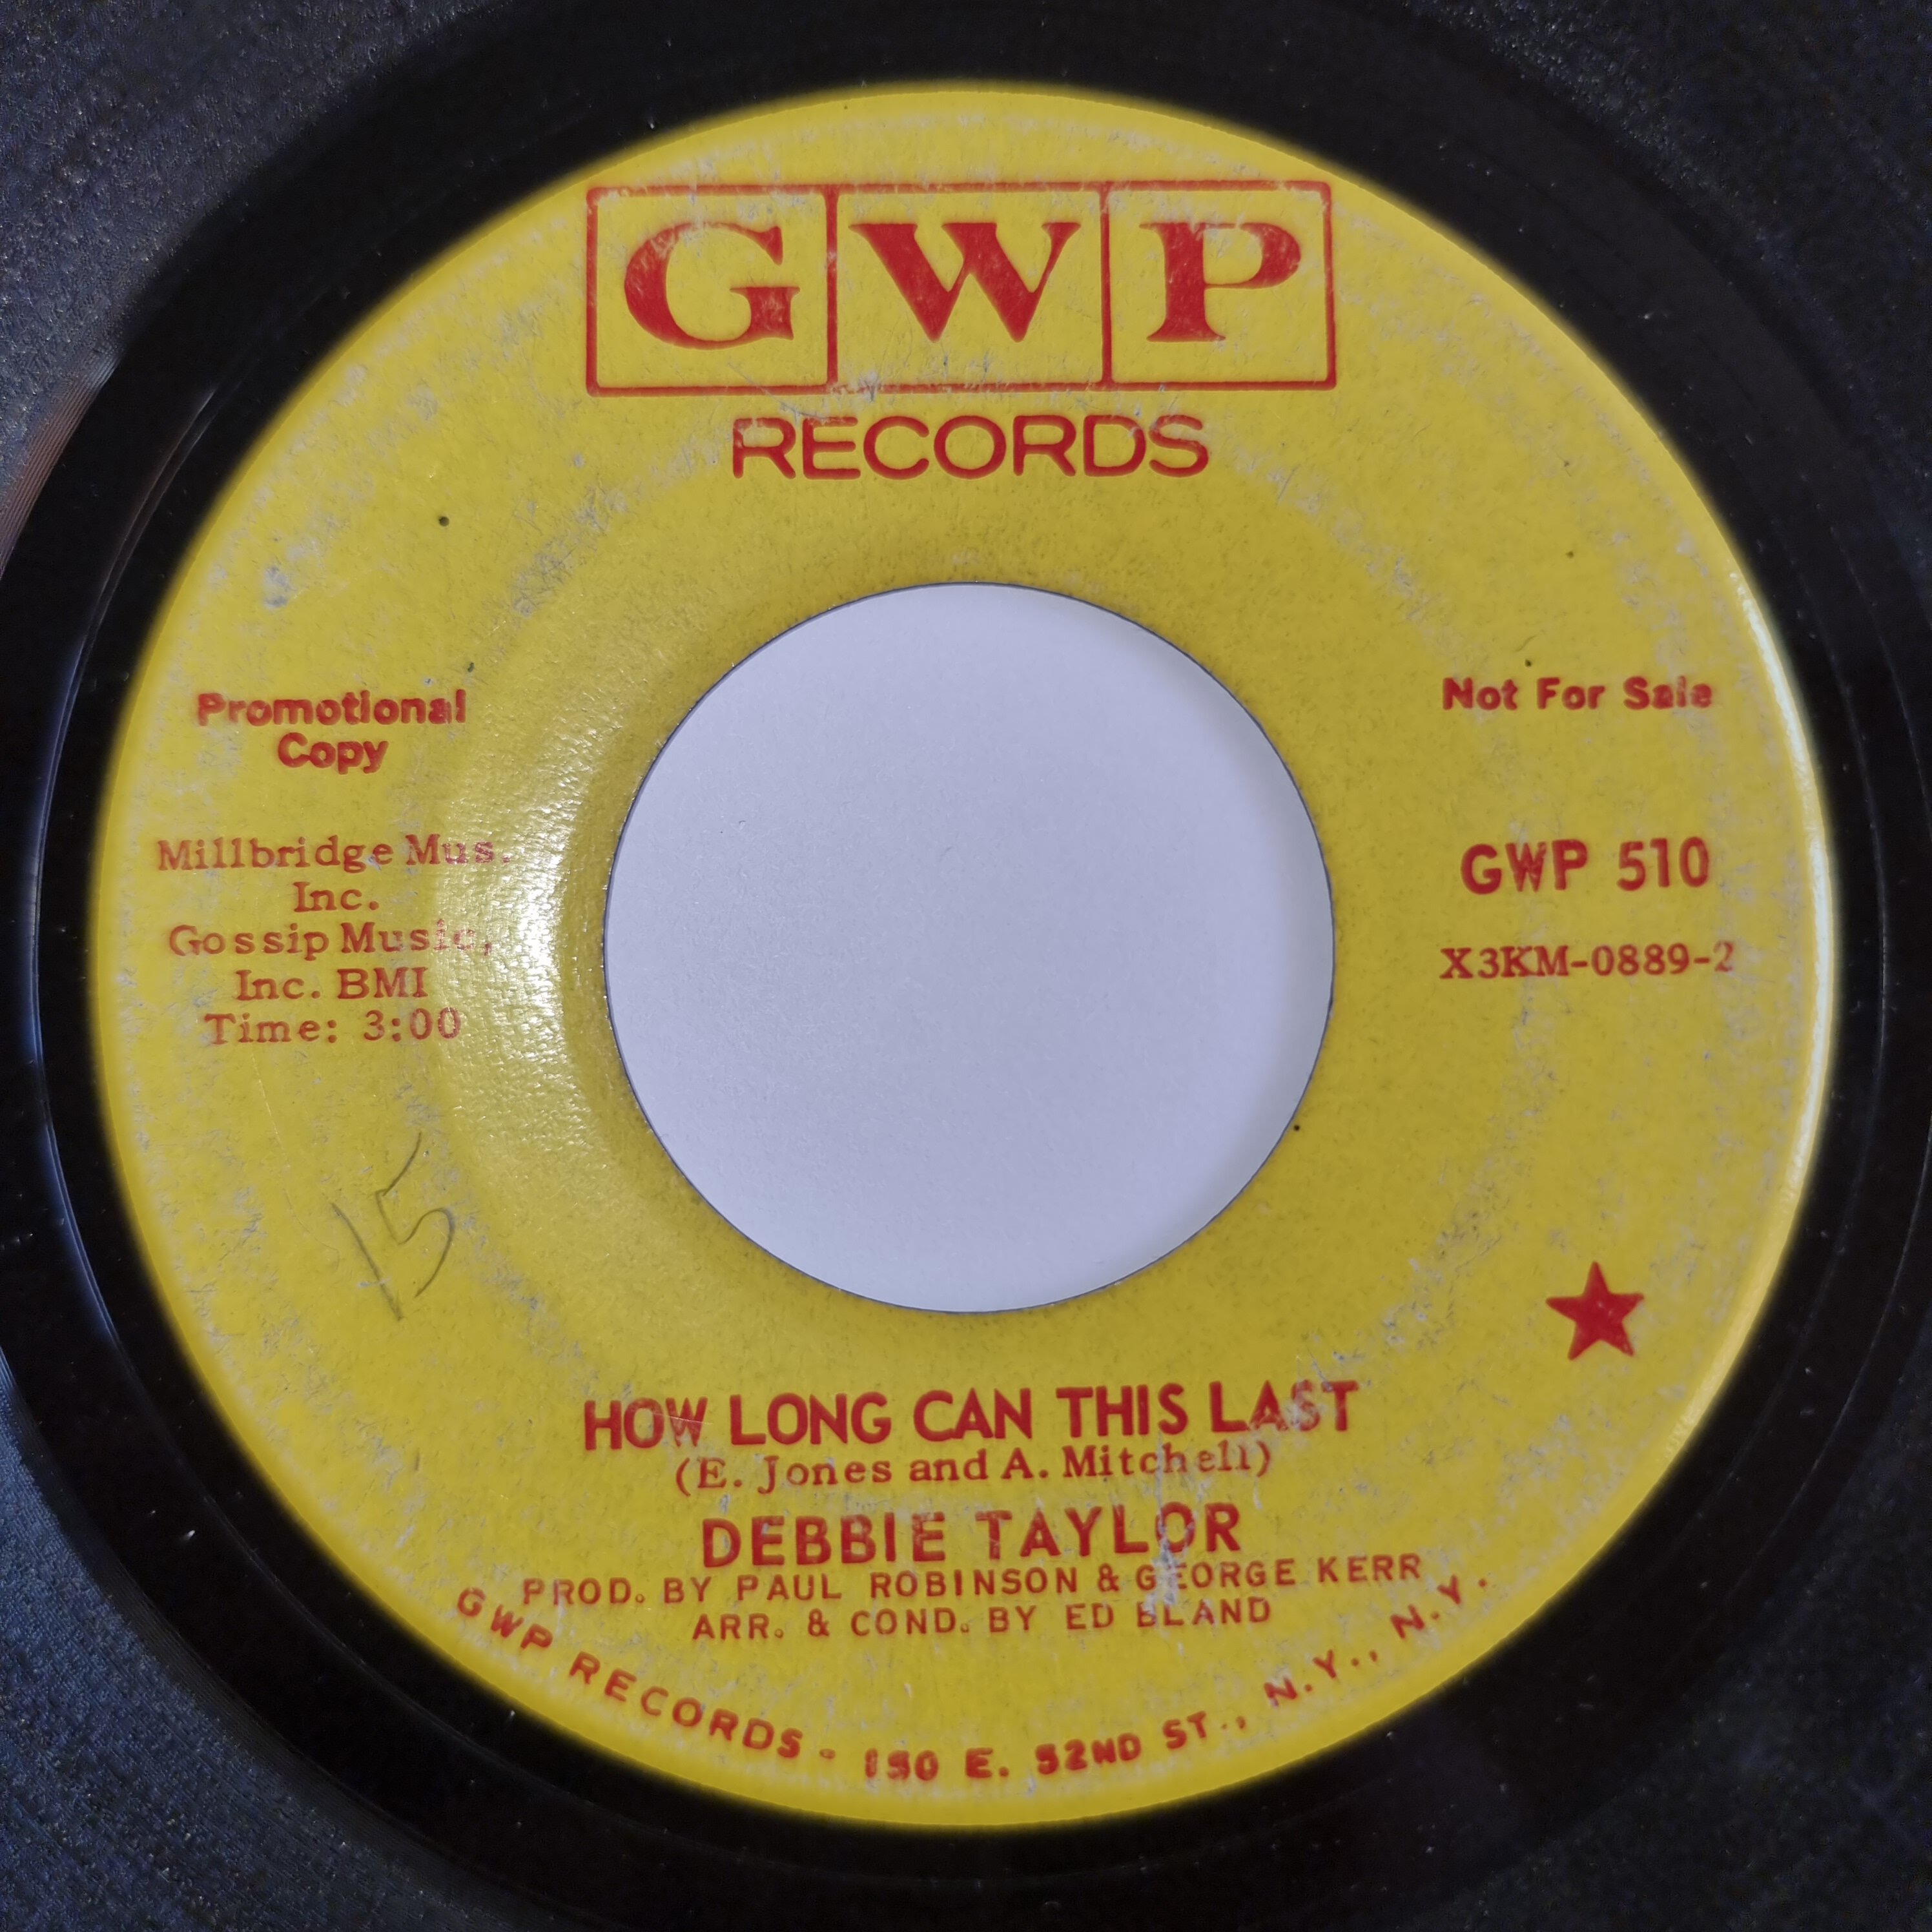 GWP
RECORDS
Promotional
Copy
Not For Sale
Millbridge Mus.
Inc.
Gossip Music,
Inc. BMI
Time: 3:00
GWP 510
X3KM-0889-2
15
HOW LONG CAN THIS LAST
(E. Jones and A. Mitchell)
DEBBIE TAYLOR
PROD. BY PAUL ROBINSON & GEORGE KERR
ARR. & COND. BY ED BLAND
GWP RECORDS - 150 E. 52ND ST., N.Y., N.Y.